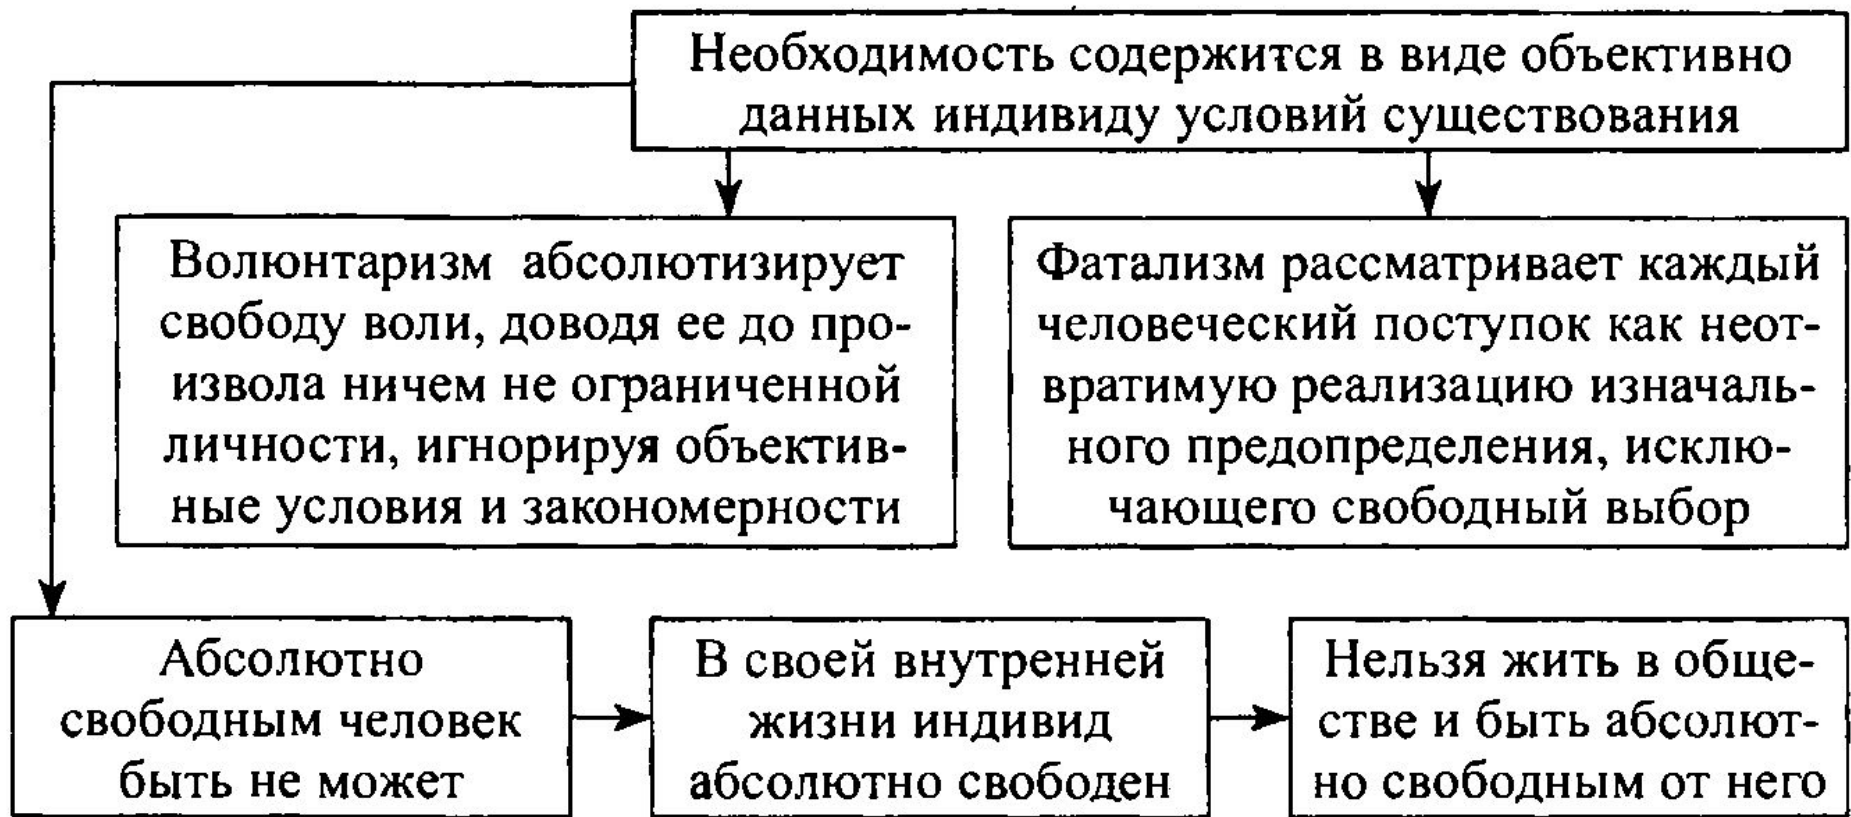 Необходимость содержится в виде объективно
данных индивиду условий существования
Волюнтаризм абсолютизирует
свободу воли, доводя ее до про-
извола ничем не ограниченной
личности, игнорируя объектив-
ные условия и закономерности
Фатализм рассматривает каждый
человеческий поступок как неот-
вратимую реализацию изначаль-
ного предопределения, исклю-
чающего свободный выбор
Абсолютно
свободным человек
быть не может
В своей внутренней
жизни индивид
абсолютно свободен
Нельзя жить в обще-
стве и быть абсолют-
но свободным от него